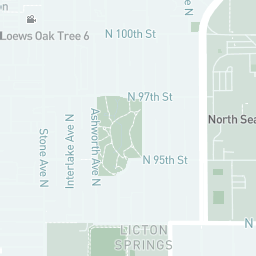 on
Loews Oak Tree 6
N 100th St
N 97th St
North Sea
Ashworth Ave N
Interlake Ave N
Stone Ave N
N 95th St
LICTON
SPRINGS
N